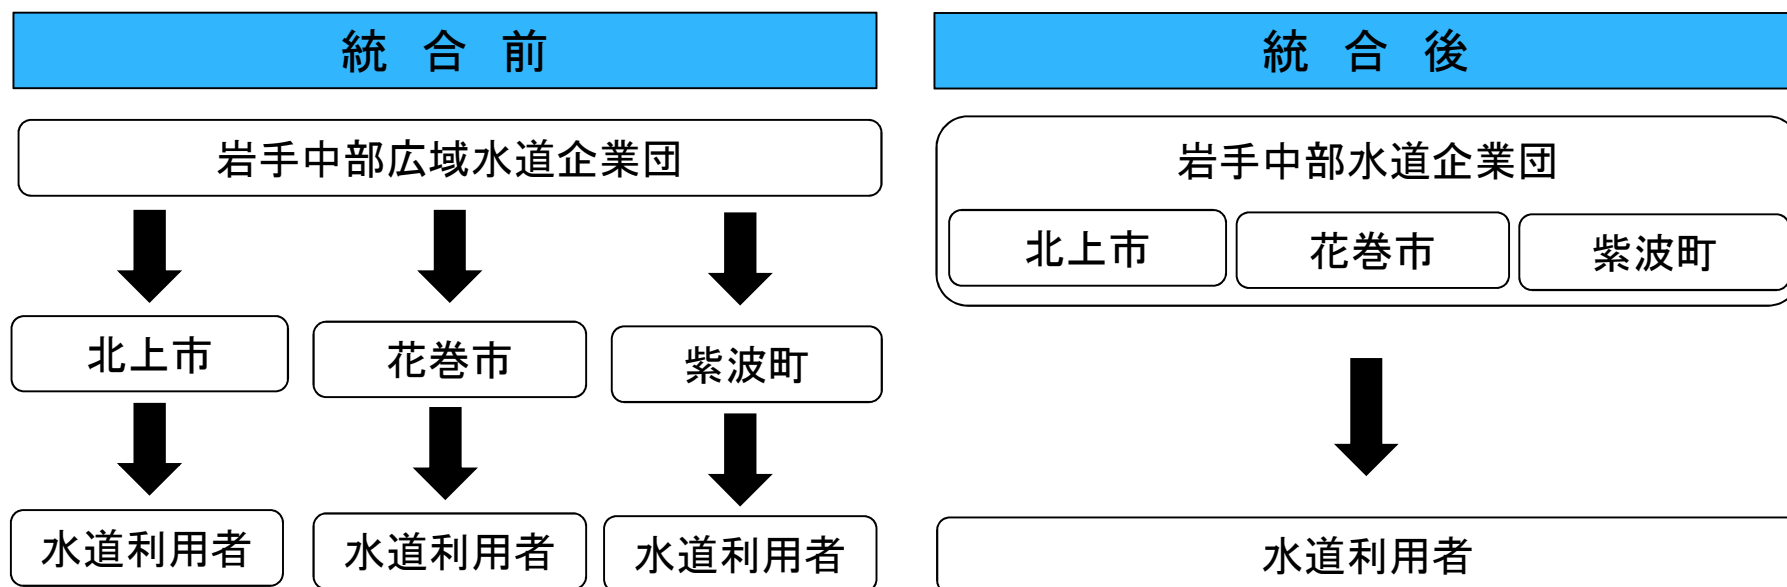 統合前
岩手中部広域水道企業団
北上市
花巻市
紫波町
水道利用者
水道利用者
水道利用者
統合後
岩手中部水道企業団
北上市
花巻市
紫波町
水道利用者